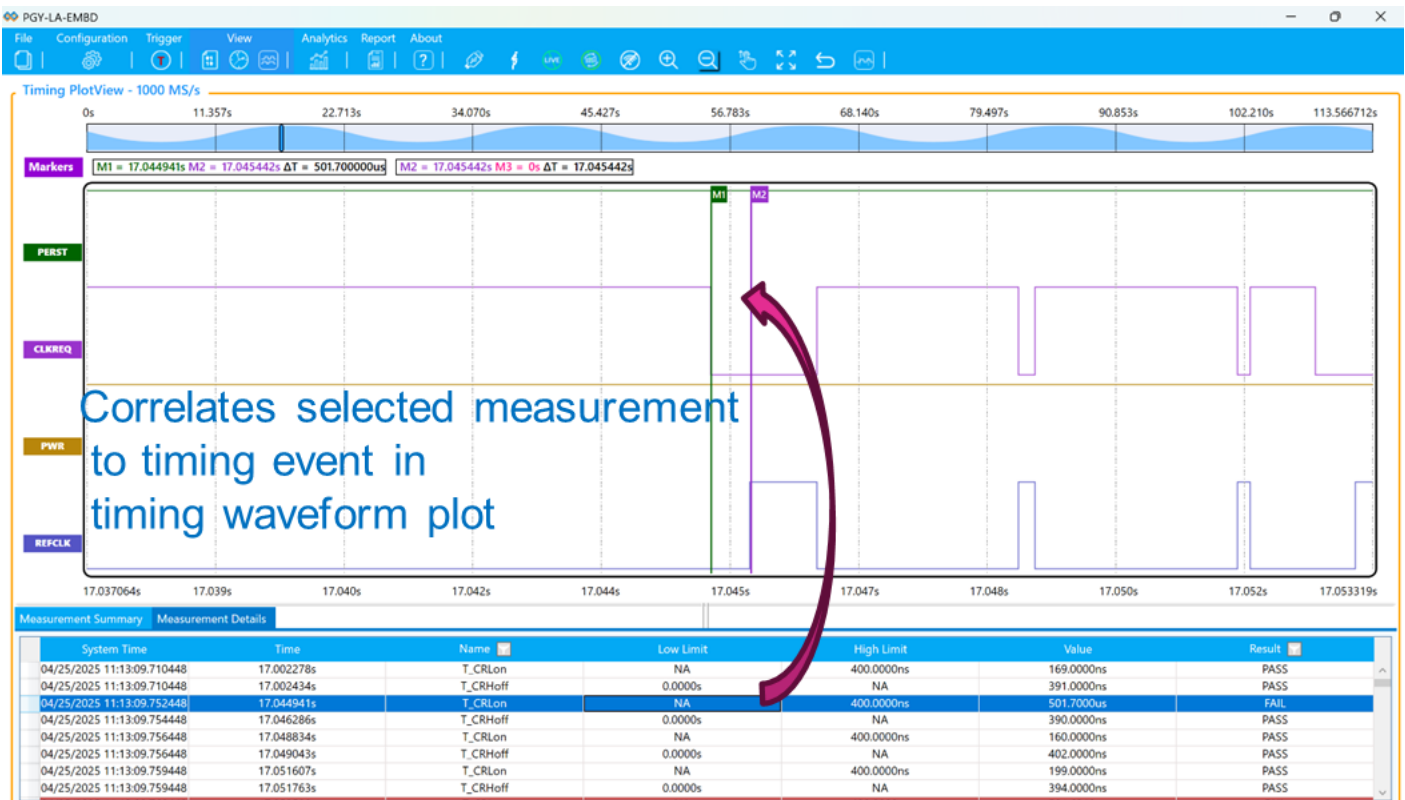 PGY-LA-EMBD
File Configuration Trigger View Analytics Report About
T LIVE ?
Timing PlotView - 1000 MS/s
0s 11.357s 22.713s 34.070s 45.427s 56.783s 68.140s 79.497s 90.853s 102.210s 113.566712s
Markers M1 = 17.044941s M2 = 17.045442s ΔT = 501.700000us M2 = 17.045442s M3 = 0s ΔT = 17.045442s
M1 M2
PERST
CLKREQ
Correlates selected measurement
PWR
to timing event in
timing waveform plot
REFCLK
17.037064s 17.039s 17.040s 17.042s 17.044s 17.045s 17.047s 17.048s 17.050s 17.052s 17.053319s
Measurement Summary Measurement Details
System Time Time Name Low Limit High Limit Value Result
04/25/2025 11:13:09.710448 17.002278s T_CRLon NA 400.0000ns 169.0000ns PASS
04/25/2025 11:13:09.710448 17.002434s T_CRHoff 0.0000s NA 391.0000ns PASS
04/25/2025 11:13:09.752448 17.044941s T_CRLon NA 400.0000ns 501.7000us FAIL
04/25/2025 11:13:09.754448 17.046286s T_CRHoff 0.0000s NA 390.0000ns PASS
04/25/2025 11:13:09.756448 17.048834s T_CRLon NA 400.0000ns 160.0000ns PASS
04/25/2025 11:13:09.756448 17.049043s T_CRHoff 0.0000s NA 402.0000ns PASS
04/25/2025 11:13:09.759448 17.051607s T_CRLon NA 400.0000ns 199.0000ns PASS
04/25/2025 11:13:09.759448 17.051763s T_CRHoff 0.0000s NA 394.0000ns PASS